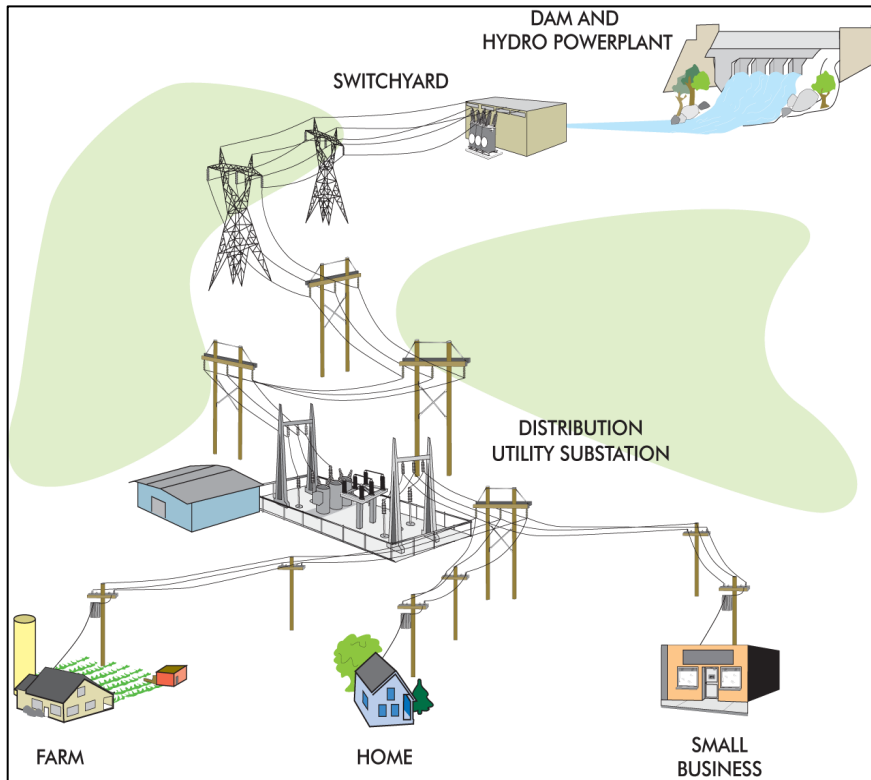 DAM AND
HYDRO POWERPLANT
SWITCHYARD
DISTRIBUTION
UTILITY SUBSTATION
FARM
HOME
SMALL
BUSINESS